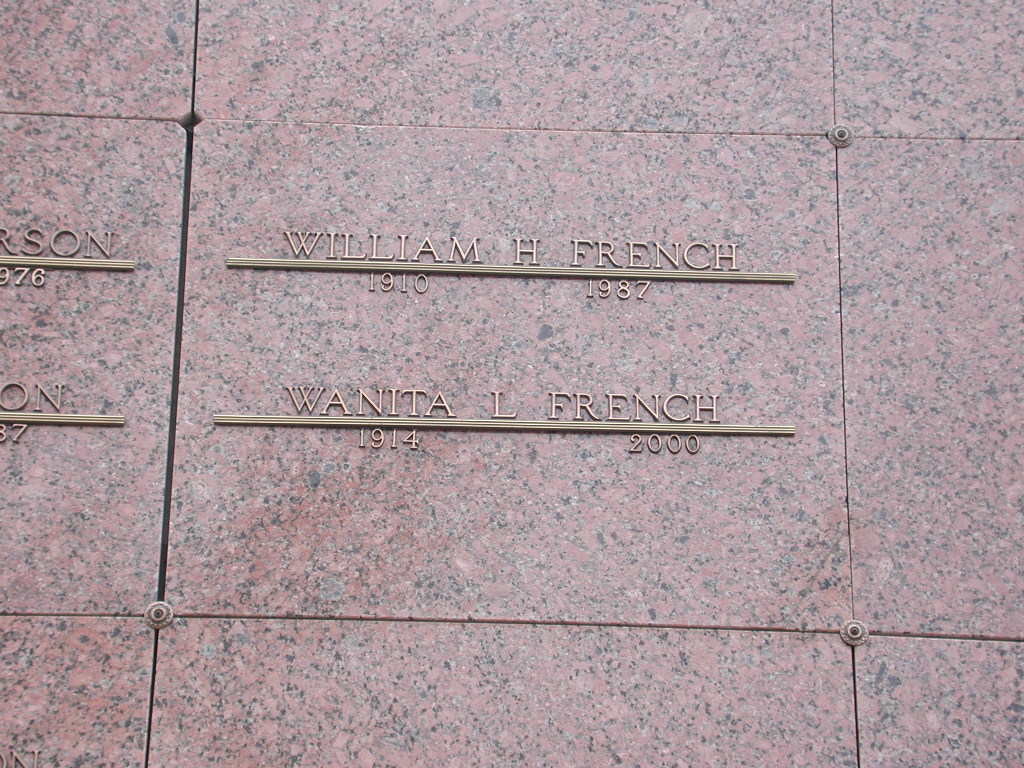 WILLIAM H FRENCH
1910 1987
WANITA L FRENCH
1914 2000